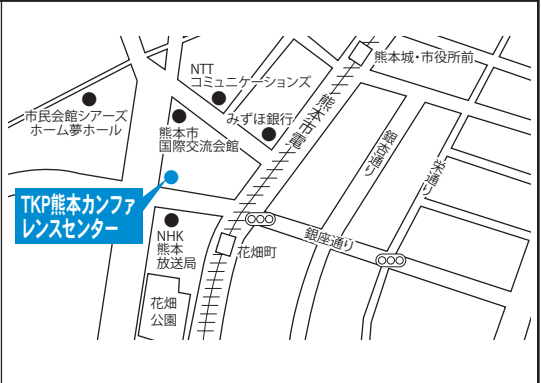 熊本城・市役所前
NTT
コミュニケーションズ
市民会館シアーズ
ホーム夢ホール
熊本市
国際交流会館
みずほ銀行
熊本市電
銀杏通り
栄通り
TKP熊本カンファ
レンスセンター
NHK
熊本
放送局
花畑町
銀座通り
花畑
公園